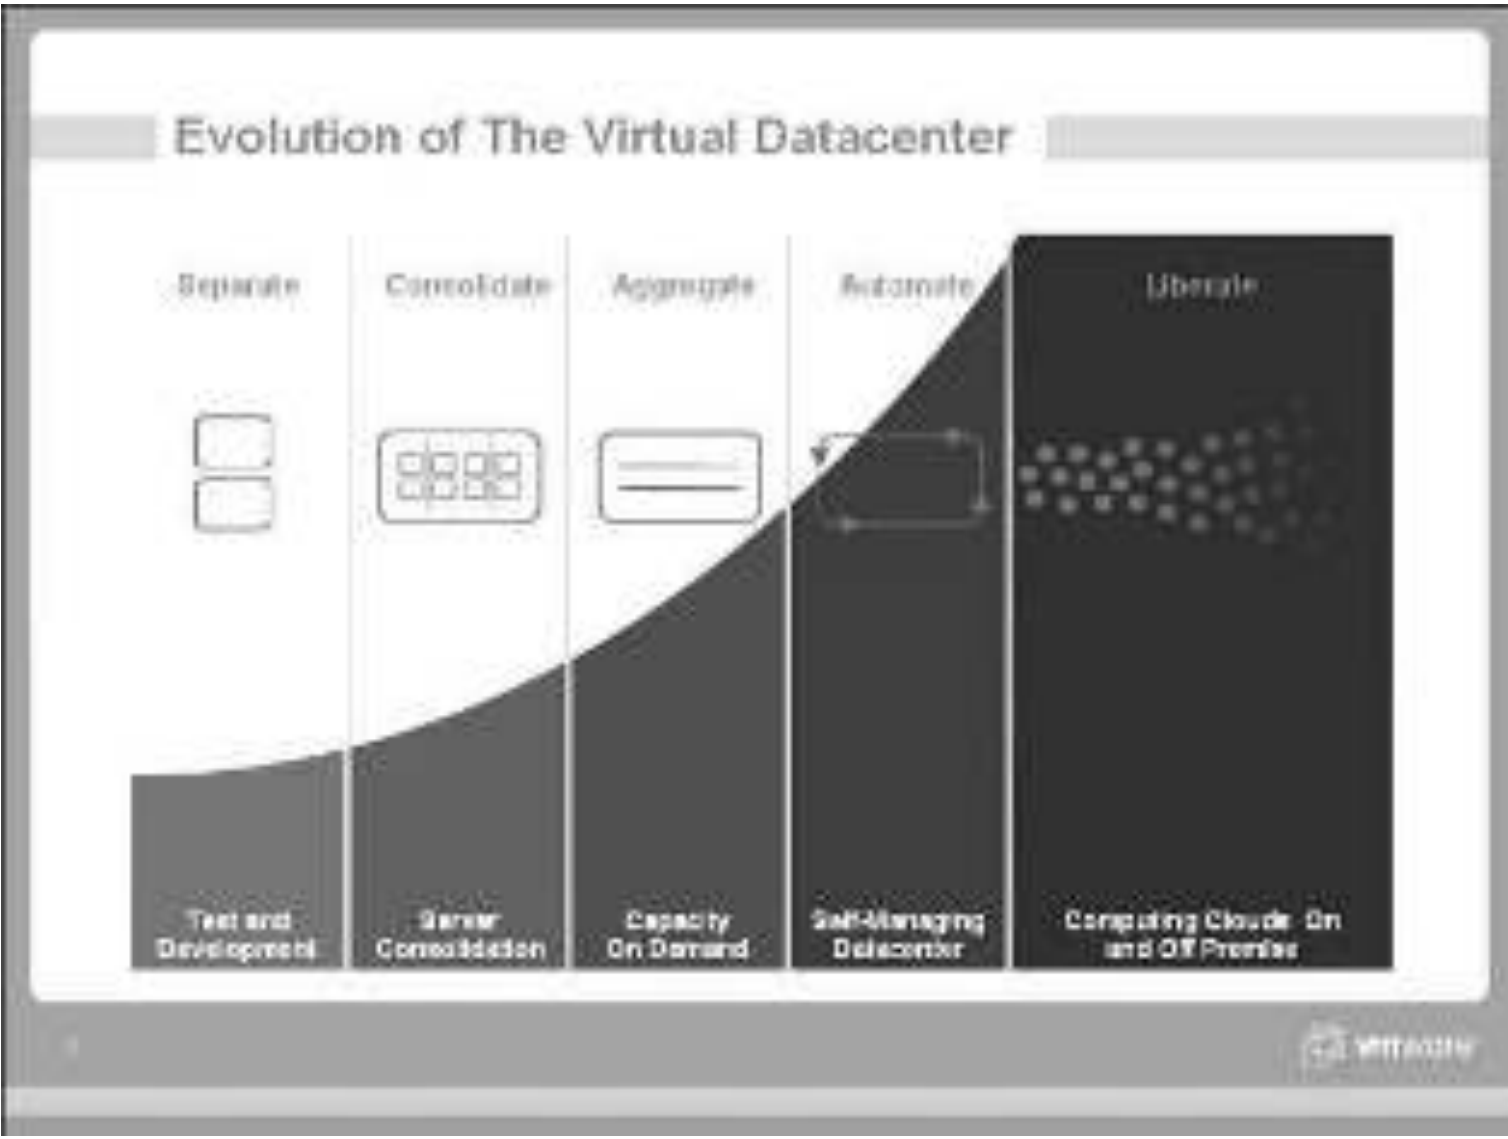 Evolution of The Virtual Datacenter
Separate
Consolidate
Aggregate
Automate
Liberate
Test and
Development
Server
Consolidation
Capacity
On Demand
Self-Managing
Datacenter
Computing Clouds On
and Off Premise
vmware